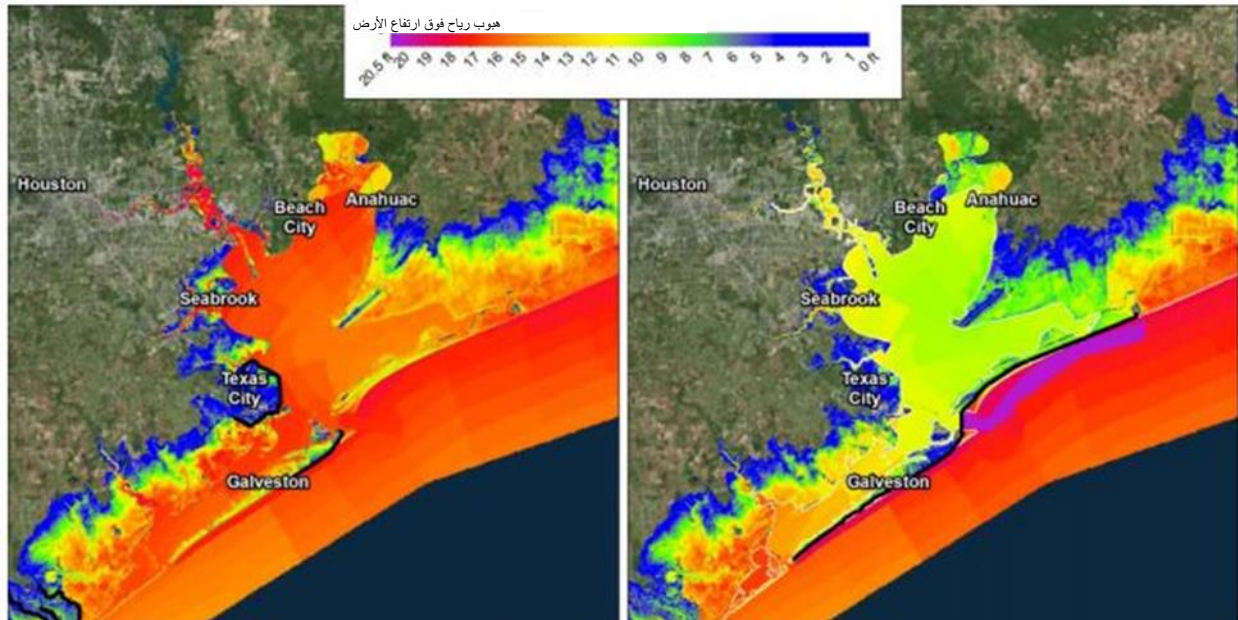 هبوب رياح فوق ارتفاع الأرض
20.5 ft 20 19 18 17 16 15 14 13 12 11 10 9 8 7 6 5 4 3 2 1 0 ft
Houston
Beach
City
Anahuac
Seabrook
Texas
City
Galveston
Houston
Beach
City
Anahuac
Seabrook
Texas
City
Galveston